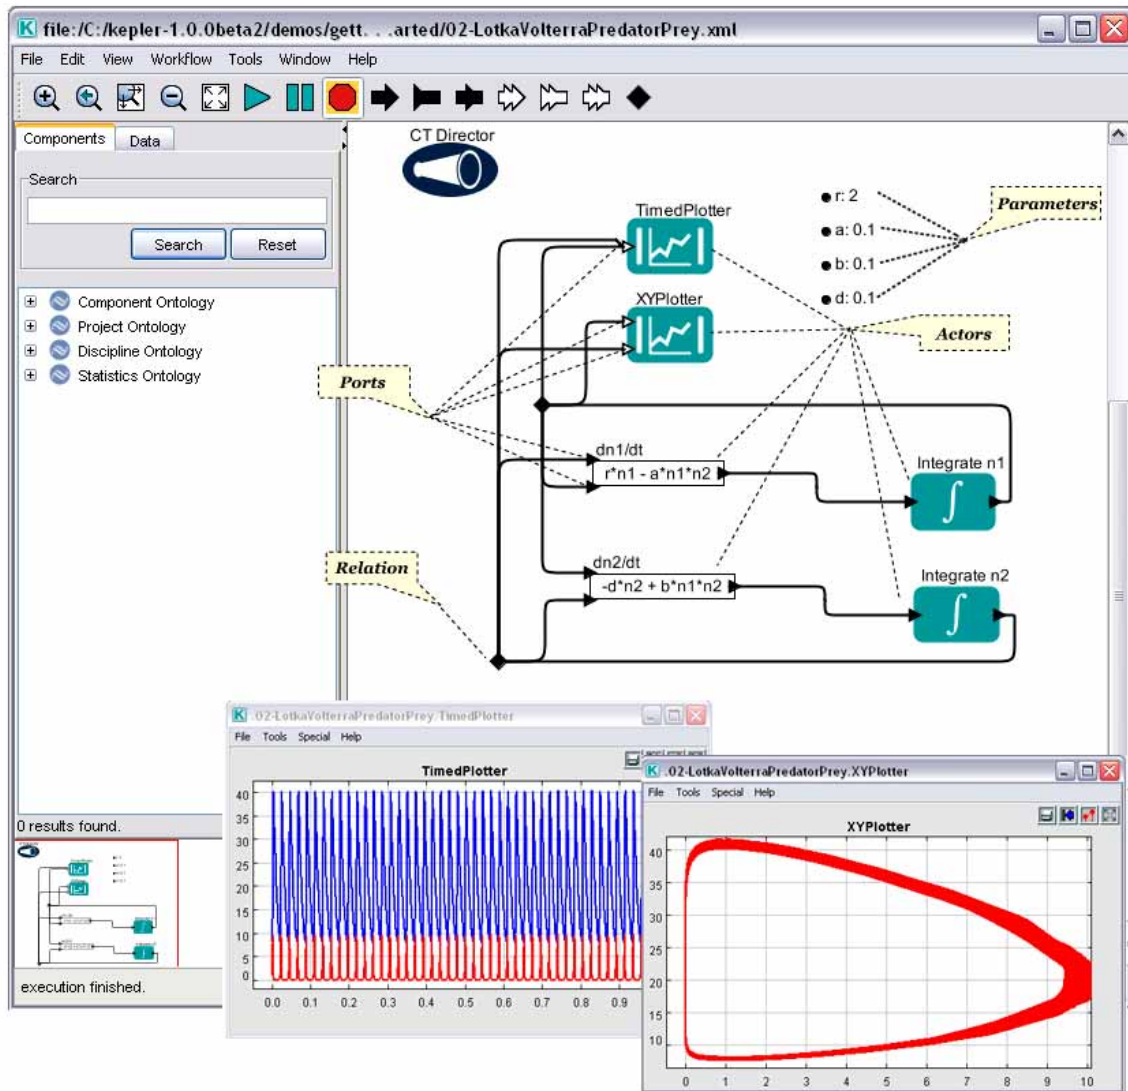 file:/C:/kepler-1.0.0beta2/demos/gett. . .arted/02-LotkaVolterraPredatorPrey.xml
File Edit View Workflow Tools Window Help
Components Data
Search
Search Reset
Component Ontology
Project Ontology
Discipline Ontology
Statistics Ontology
0 results found.
execution finished.
CT Director
TimedPlotter
XYPlotter
r: 2
a: 0.1
b: 0.1
d: 0.1
Parameters
Actors
Ports
dn1/dt
r*n1 - a*n1*n2
Integrate n1
∫
Relation
dn2/dt
-d*n2 + b*n1*n2
Integrate n2
∫
.02-LotkaVolterraPredatorPrey.TimedPlotter
File Tools Special Help
TimedPlotter
40
35
30
25
20
15
10
5
0
0.0 0.1 0.2 0.3 0.4 0.5 0.6 0.7 0.8 0.9
.02-LotkaVolterraPredatorPrey.XYPlotter
File Tools Special Help
XYPlotter
40
35
30
25
20
15
10
0 1 2 3 4 5 6 7 8 9 10